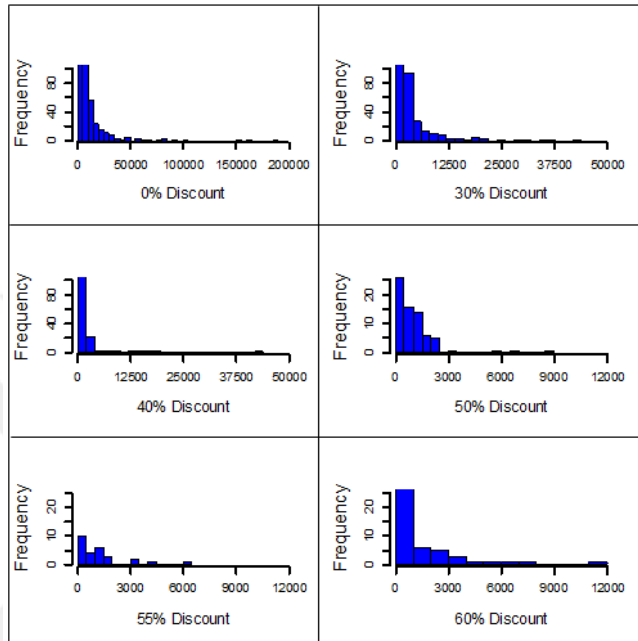 Frequency
80
40
0
0 50000 100000 150000 200000
0% Discount
Frequency
80
40
0
0 12500 25000 37500 50000
30% Discount
Frequency
80
40
0
0 12500 25000 37500 50000
40% Discount
Frequency
20
10
0
0 3000 6000 9000 12000
50% Discount
Frequency
20
10
0
0 3000 6000 9000 12000
55% Discount
Frequency
20
10
0
0 3000 6000 9000 12000
60% Discount